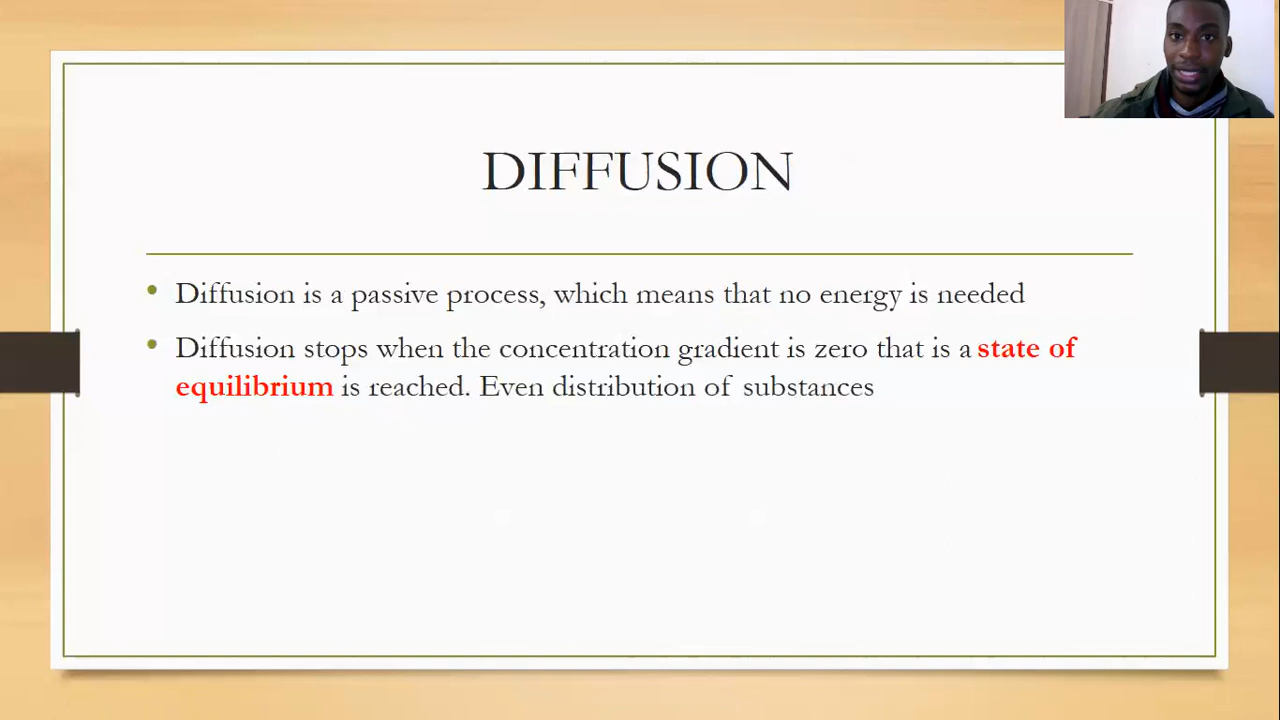 DIFFUSION
• Diffusion is a passive process, which means that no energy is needed
• Diffusion stops when the concentration gradient is zero that is a state of
equilibrium is reached. Even distribution of substances